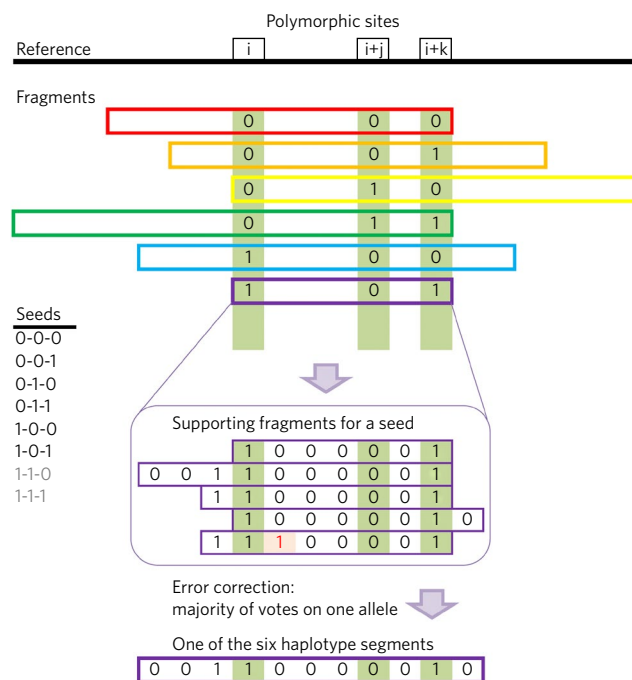 Polymorphic sites
Reference i i+j i+k
Fragments
0 0 0
0 0 1
0 1 0
0 1 1
1 0 0
1 0 1
Seeds
0-0-0
0-0-1
0-1-0
0-1-1
1-0-0
1-0-1
1-1-0
1-1-1
Supporting fragments for a seed
1 0 0 0 0 0 1
0 0 1 1 0 0 0 0 0 1
1 1 0 0 0 0 0 1
1 0 0 0 0 0 1 0
1 1 1 0 0 0 0 1
Error correction:
majority of votes on one allele
One of the six haplotype segments
0 0 1 1 0 0 0 0 0 1 0